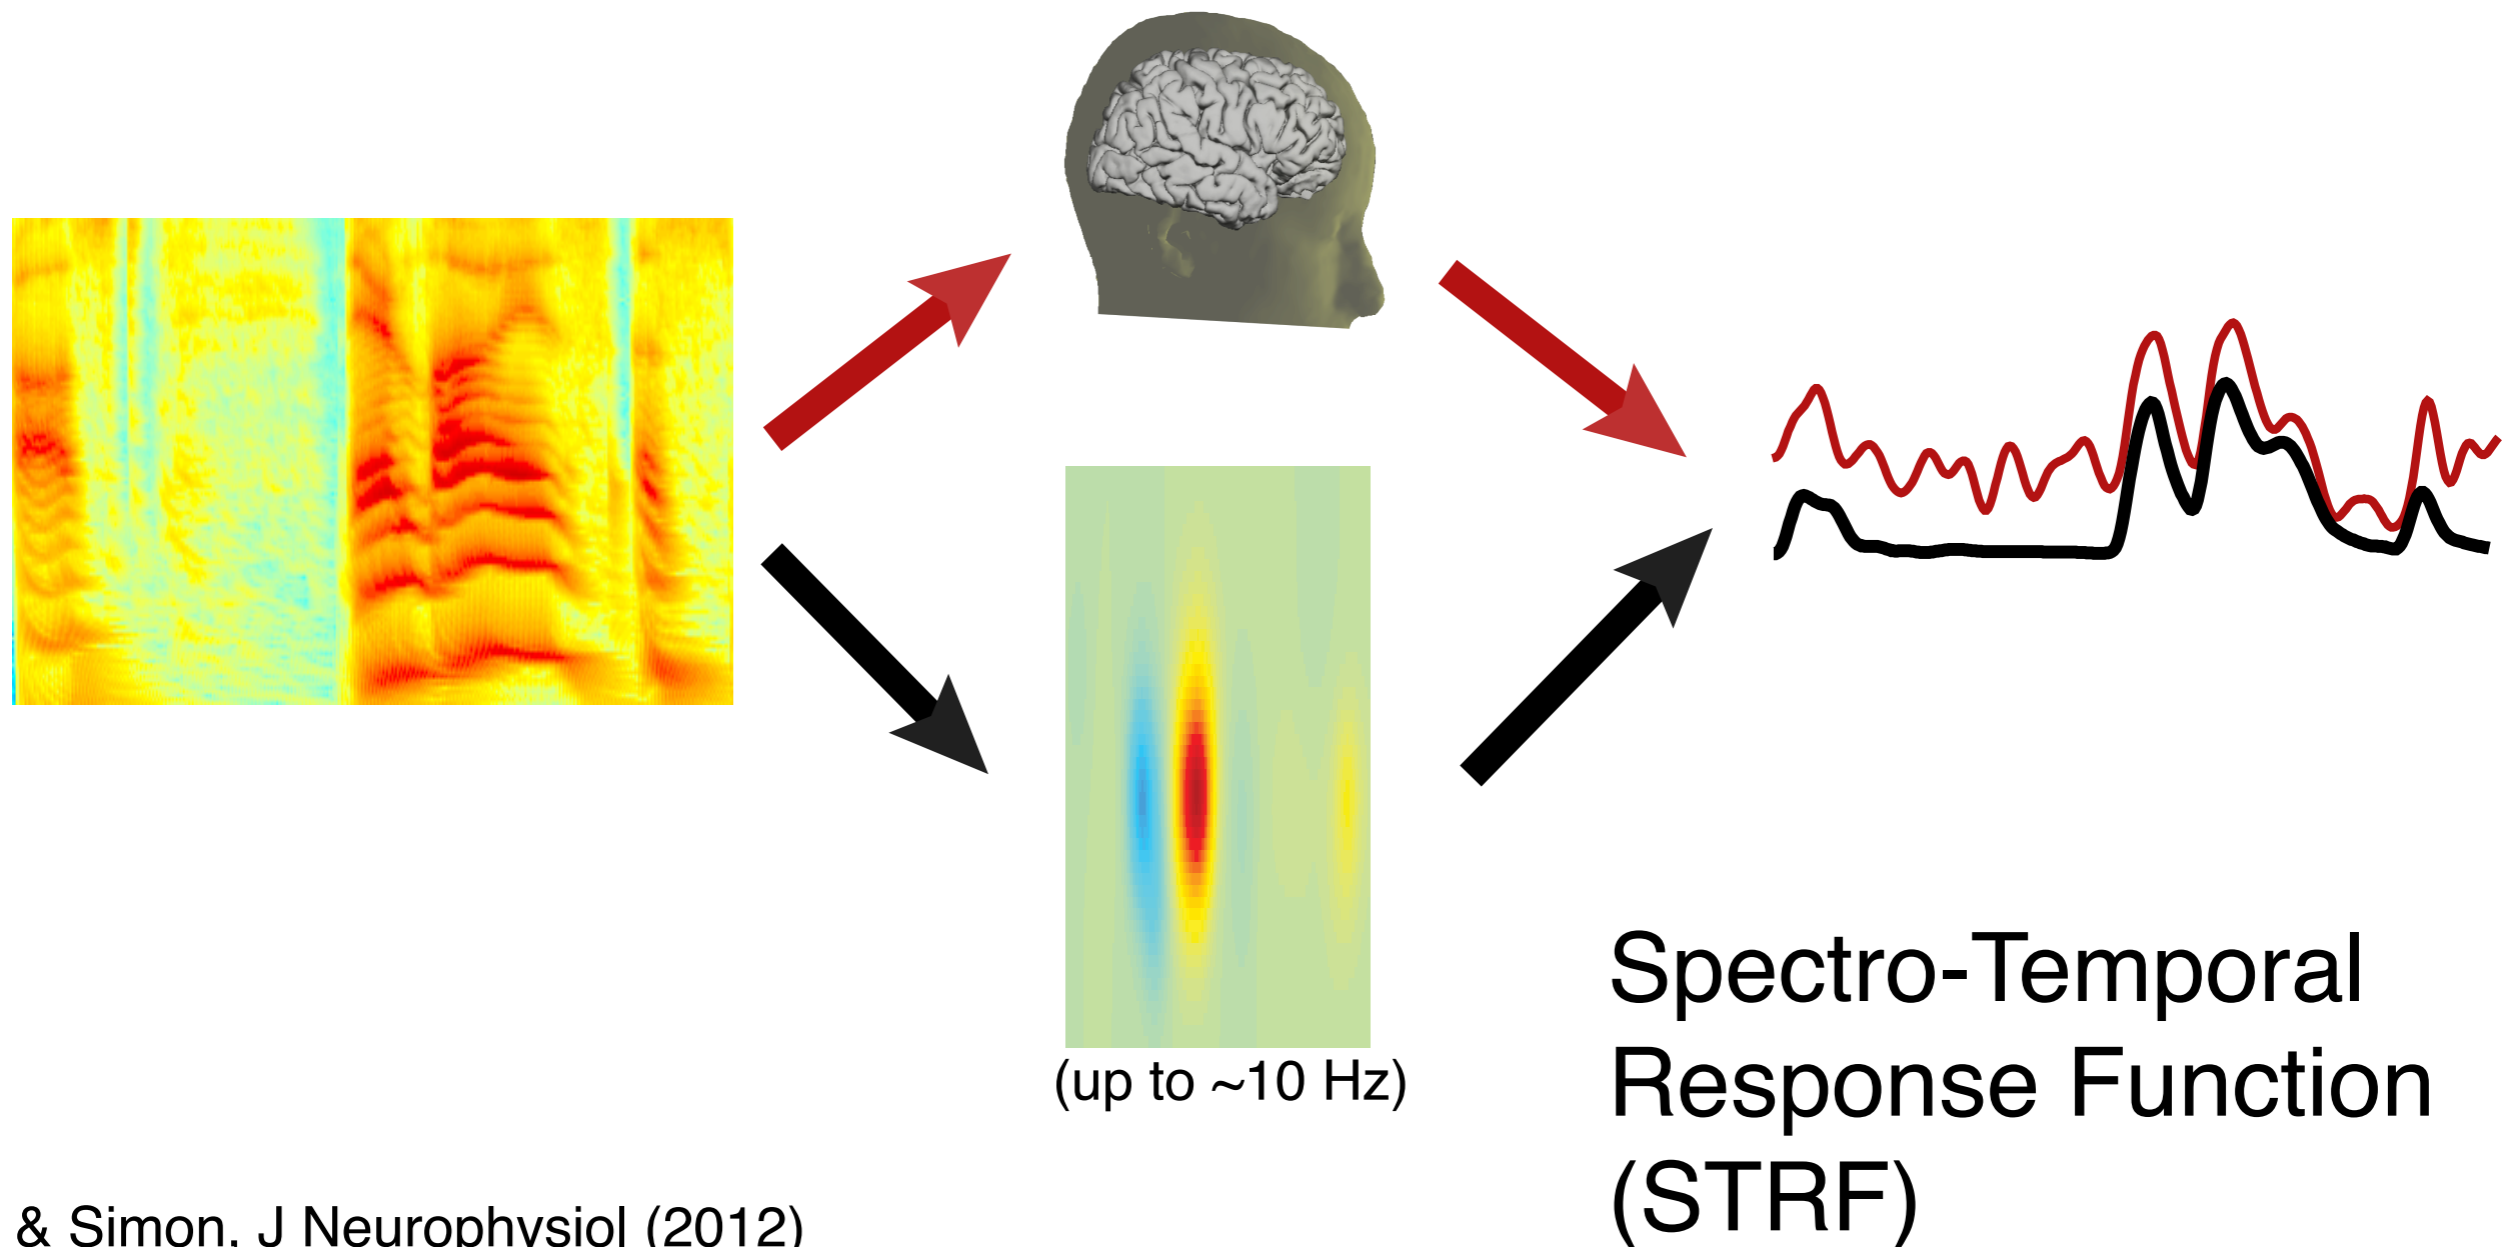 (up to ~10 Hz)
Spectro-Temporal
Response Function
(STRF)
& Simon, J Neurophysiol (2012)